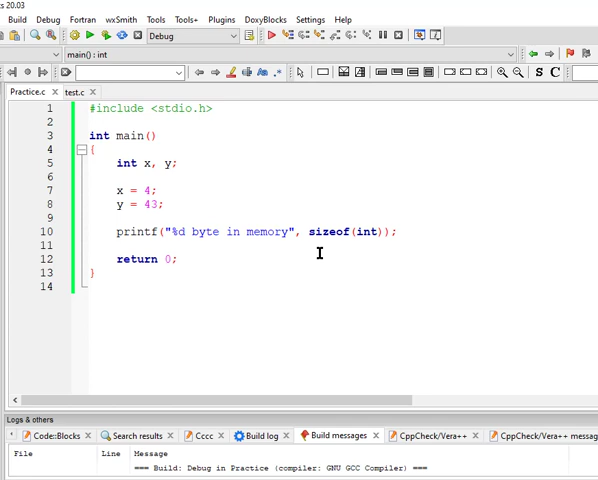 s 20.03
Build Debug Fortran wxSmith Tools Tools+ Plugins DoxyBlocks Settings Help
Debug
main() : int
Aa .*
S C
Practice.c test.c
1 #include <stdio.h>
2
3 int main()
4 {
5 int x, y;
6
7 x = 4;
8 y = 43;
9
10 printf("%d byte in memory", sizeof(int));
11
12 return 0;
13 }
14
Logs & others
Code::Blocks Search results Cccc Build log Build messages CppCheck/Vera++ CppCheck/Vera++ messag
File Line Message
=== Build: Debug in Practice (compiler: GNU GCC Compiler) ===